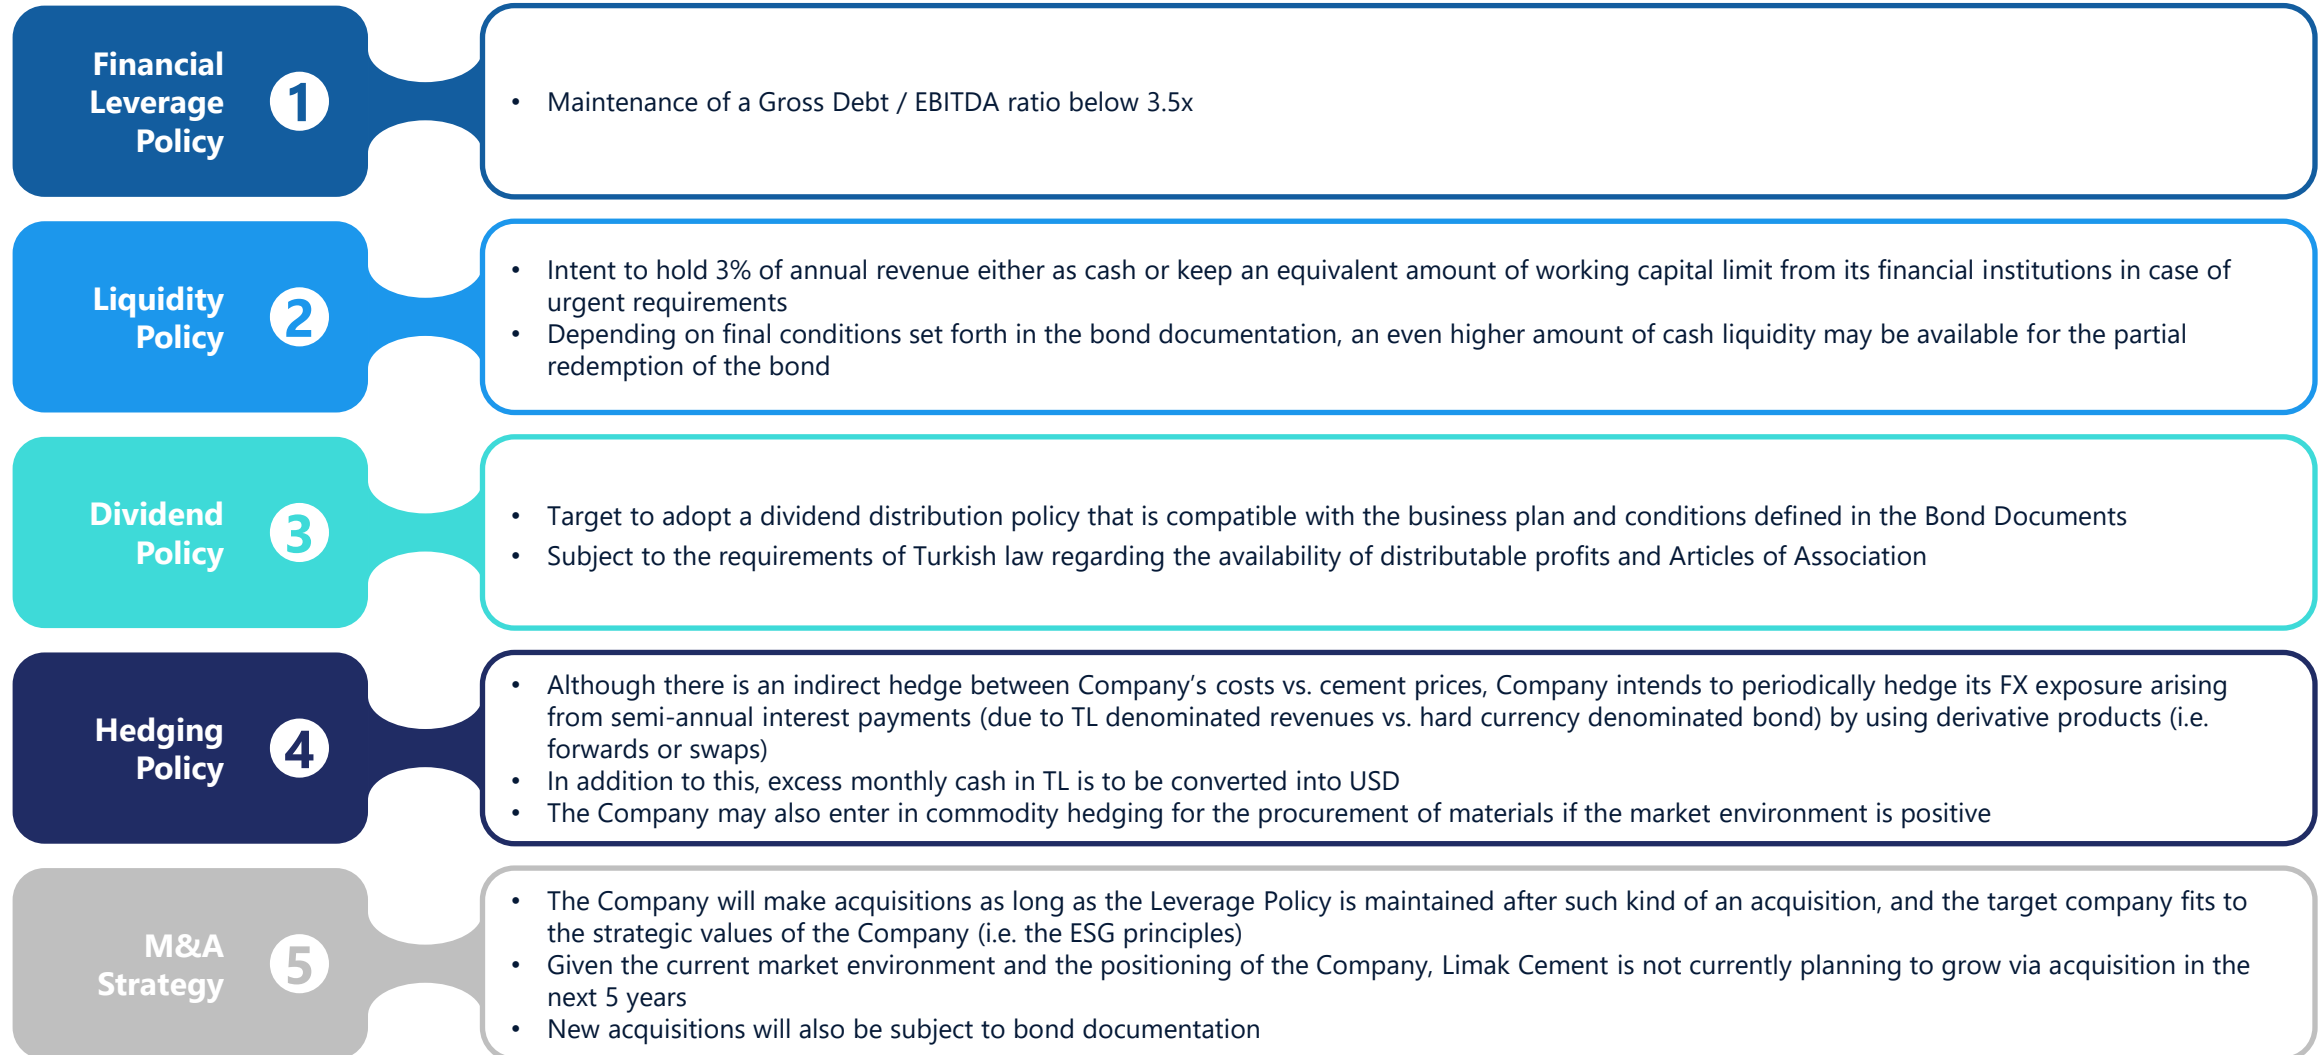 Financial
Leverage
Policy
1
• Maintenance of a Gross Debt / EBITDA ratio below 3.5x
Liquidity
Policy
2
• Intent to hold 3% of annual revenue either as cash or keep an equivalent amount of working capital limit from its financial institutions in case of
urgent requirements
• Depending on final conditions set forth in the bond documentation, an even higher amount of cash liquidity may be available for the partial
redemption of the bond
Dividend
Policy
3
• Target to adopt a dividend distribution policy that is compatible with the business plan and conditions defined in the Bond Documents
• Subject to the requirements of Turkish law regarding the availability of distributable profits and Articles of Association
Hedging
Policy
4
• Although there is an indirect hedge between Company’s costs vs. cement prices, Company intends to periodically hedge its FX exposure arising
from semi-annual interest payments (due to TL denominated revenues vs. hard currency denominated bond) by using derivative products (i.e.
forwards or swaps)
• In addition to this, excess monthly cash in TL is to be converted into USD
• The Company may also enter in commodity hedging for the procurement of materials if the market environment is positive
M&A
Strategy
5
• The Company will make acquisitions as long as the Leverage Policy is maintained after such kind of an acquisition, and the target company fits to
the strategic values of the Company (i.e. the ESG principles)
• Given the current market environment and the positioning of the Company, Limak Cement is not currently planning to grow via acquisition in the
next 5 years
• New acquisitions will also be subject to bond documentation